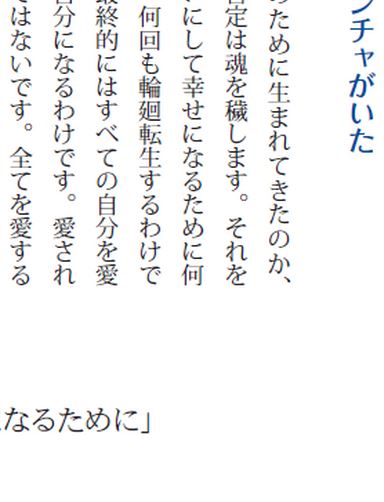 ンチャがいた
のために生まれてきたのか、
否定は魂を穢します。それを
いにして幸せになるために何
何回も輪廻転生するわけで
最終的にはすべての自分を愛
自分になるわけです。愛され
ではないです。全てを愛する
なるために」